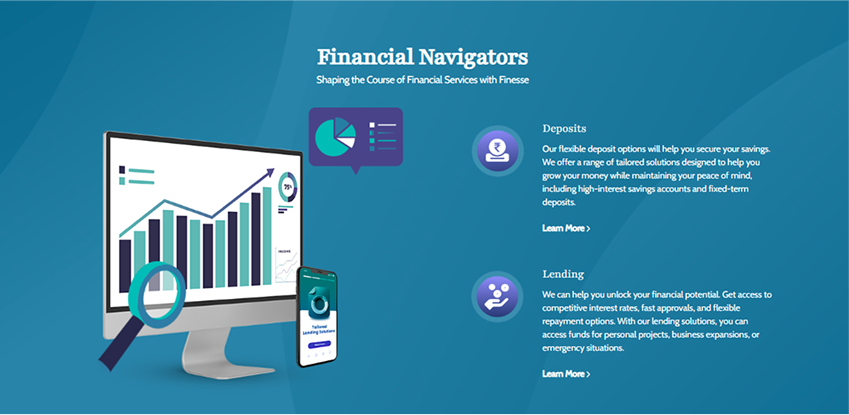 Financial Navigators
Shaping the Course of Financial Services with Finesse
75%
INCOME
Tailored
Lending Solutions
Deposits
Our flexible deposit options will help you secure your savings.
We offer a range of tailored solutions designed to help you
grow your money while maintaining your peace of mind,
including high-interest savings accounts and fixed-term
deposits.
Learn More >
Lending
We can help you unlock your financial potential. Get access to
competitive interest rates, fast approvals, and flexible
repayment options. With our lending solutions, you can
access funds for personal projects, business expansions, or
emergency situations.
Learn More >